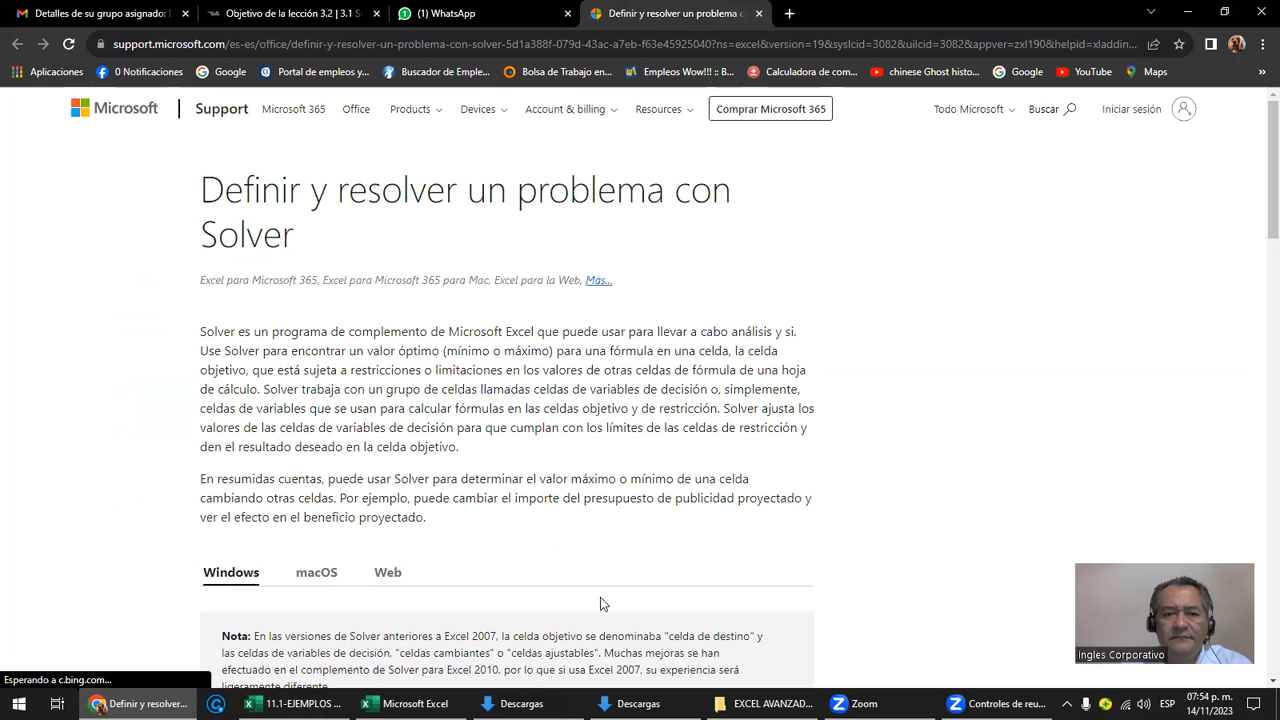 Detalles de su grupo asignado:
Objetivo de la lección 3.2 | 3.1 S
(1) WhatsApp
Definir y resolver un problema c
support.microsoft.com/es-es/office/definir-y-resolver-un-problema-con-solver-5d1a388f-079d-43ac-a7eb-f63e45925040?ns=excel&version=19&syslcid=3082&uilcid=3082&appver=zxl190&helpid=xladdin...
Aplicaciones
0 Notificaciones
Google
Portal de empleos y...
Buscador de Emple...
Bolsa de Trabajo en...
Empleos Wow!!! :: B...
Calculadora de com...
chinese Ghost histo...
Google
YouTube
Maps
»
Microsoft
Support
Microsoft 365
Office
Products
Devices
Account & billing
Resources
Comprar Microsoft 365
Todo Microsoft
Buscar
Iniciar sesión
Definir y resolver un problema con
Solver
Excel para Microsoft 365, Excel para Microsoft 365 para Mac, Excel para la Web, Más...
Solver es un programa de complemento de Microsoft Excel que puede usar para llevar a cabo análisis y si.
Use Solver para encontrar un valor óptimo (mínimo o máximo) para una fórmula en una celda, la celda
objetivo, que está sujeta a restricciones o limitaciones en los valores de otras celdas de fórmula de una hoja
de cálculo. Solver trabaja con un grupo de celdas llamadas celdas de variables de decisión o, simplemente,
celdas de variables que se usan para calcular fórmulas en las celdas objetivo y de restricción. Solver ajusta los
valores de las celdas de variables de decisión para que cumplan con los límites de las celdas de restricción y
den el resultado deseado en la celda objetivo.
En resumidas cuentas, puede usar Solver para determinar el valor máximo o mínimo de una celda
cambiando otras celdas. Por ejemplo, puede cambiar el importe del presupuesto de publicidad proyectado y
ver el efecto en el beneficio proyectado.
Windows
macOS
Web
Nota: En las versiones de Solver anteriores a Excel 2007, la celda objetivo se denominaba "celda de destino" y
las celdas de variables de decisión, "celdas cambiantes" o "celdas ajustables". Muchas mejoras se han
efectuado en el complemento de Solver para Excel 2010, por lo que si usa Excel 2007, su experiencia será
ligeramente diferente.
Ingles Corporativo
Esperando a c.bing.com...
Definir y resolver...
11.1-EJEMPLOS ...
Microsoft Excel
Descargas
Descargas
EXCEL AVANZAD...
Zoom
Controles de reu...
ESP
07:54 p. m.
14/11/2023